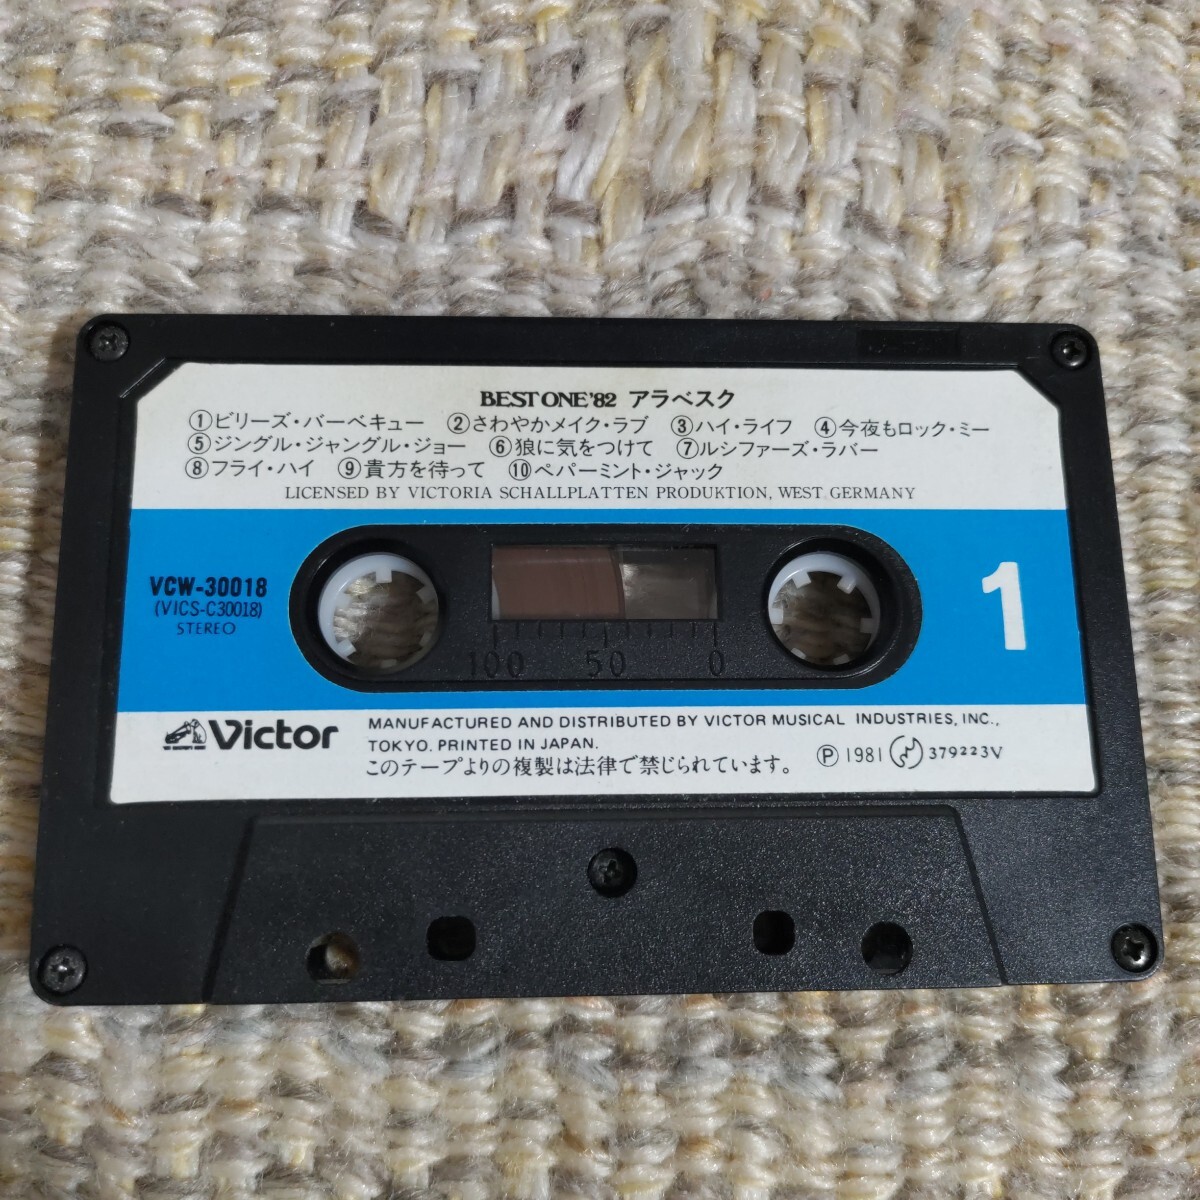 BEST ONE'82 アラベスク
①ビリーズ・バーベキュー ②さわやかメイク・ラブ ③ハイ・ライフ ④今夜もロック・ミー
⑤ジングル・ジャングル・ジョー ⑥狼に気をつけて ⑦ルシファーズ・ラバー
⑧フライ・ハイ ⑨貴方を待って ⑩ペパーミント・ジャック
LICENSED BY VICTORIA SCHALLPLATTEN PRODUKTION, WEST GERMANY
VCW-30018
(VICS-C30018)
STEREO
1
100 50 0
Victor
MANUFACTURED AND DISTRIBUTED BY VICTOR MUSICAL INDUSTRIES, INC.,
TOKYO. PRINTED IN JAPAN.
このテープよりの複製は法律で禁じられています。
Ⓟ 1981 379223V